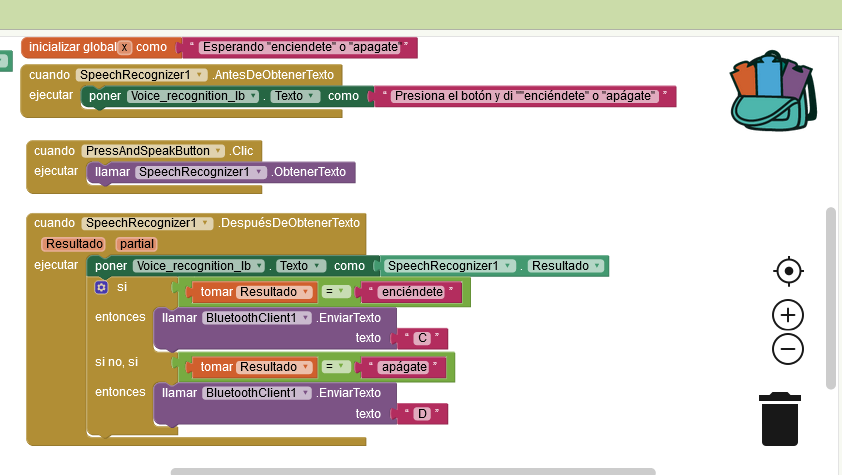 inicializar global x como " Esperando "enciendete" o "apagate" "
cuando SpeechRecognizer1 .AntesDeObtenerTexto
ejecutar poner Voice_recognition_lb . Texto como " Presiona el botón y di ""enciéndete" o "apágate" "
cuando PressAndSpeakButton .Clic
ejecutar llamar SpeechRecognizer1 .ObtenerTexto
cuando SpeechRecognizer1 .DespuésDeObtenerTexto
Resultado partial
ejecutar poner Voice_recognition_lb . Texto como SpeechRecognizer1 . Resultado
si tomar Resultado = " enciéndete "
entonces llamar BluetoothClient1 .EnviarTexto
texto " C "
si no, si tomar Resultado = " apágate "
entonces llamar BluetoothClient1 .EnviarTexto
texto " D "